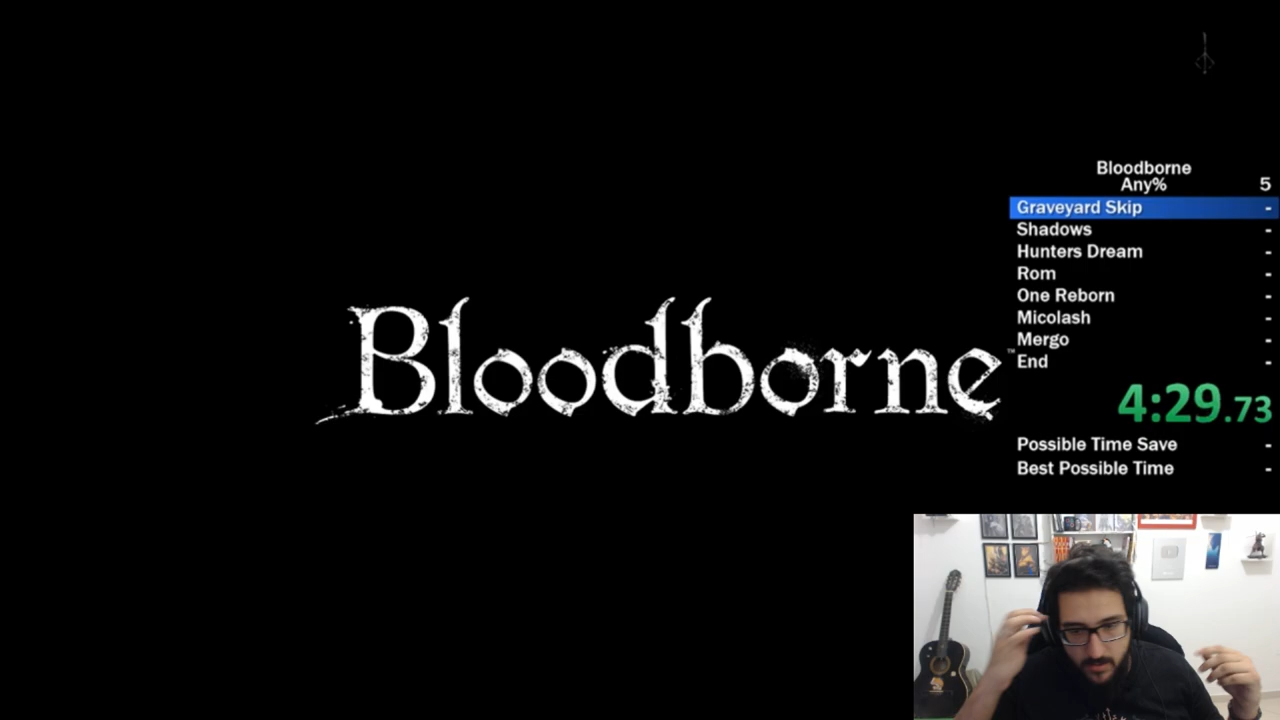 Bloodborne™
Bloodborne
Any% 5
Graveyard Skip -
Shadows -
Hunters Dream -
Rom -
One Reborn -
Micolash -
Mergo -
End -
4:29.73
Possible Time Save -
Best Possible Time -